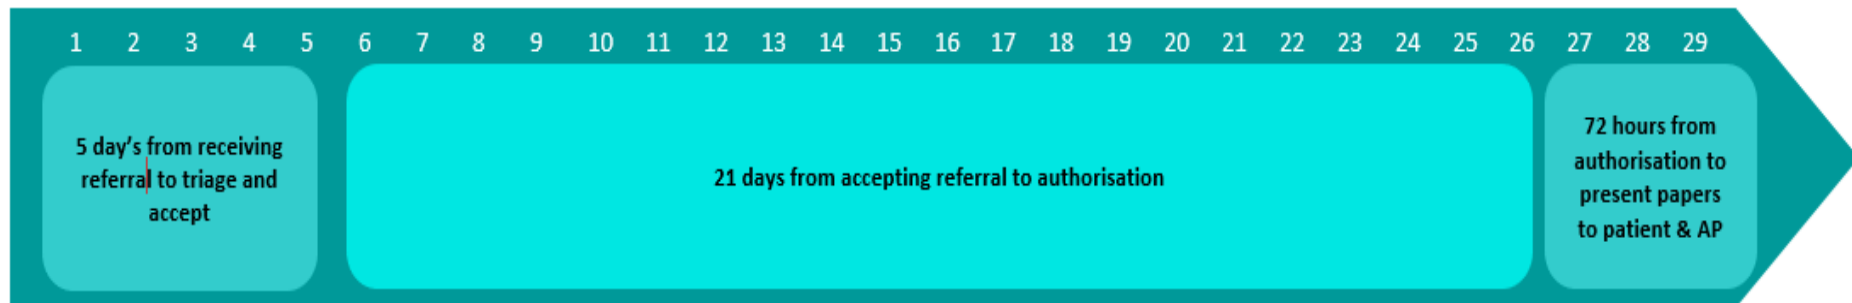 1 2 3 4 5 6 7 8 9 10 11 12 13 14 15 16 17 18 19 20 21 22 23 24 25 26 27 28 29
5 day's from receiving
referral to triage and
accept
21 days from accepting referral to authorisation
72 hours from
authorisation to
present papers
to patient & AP